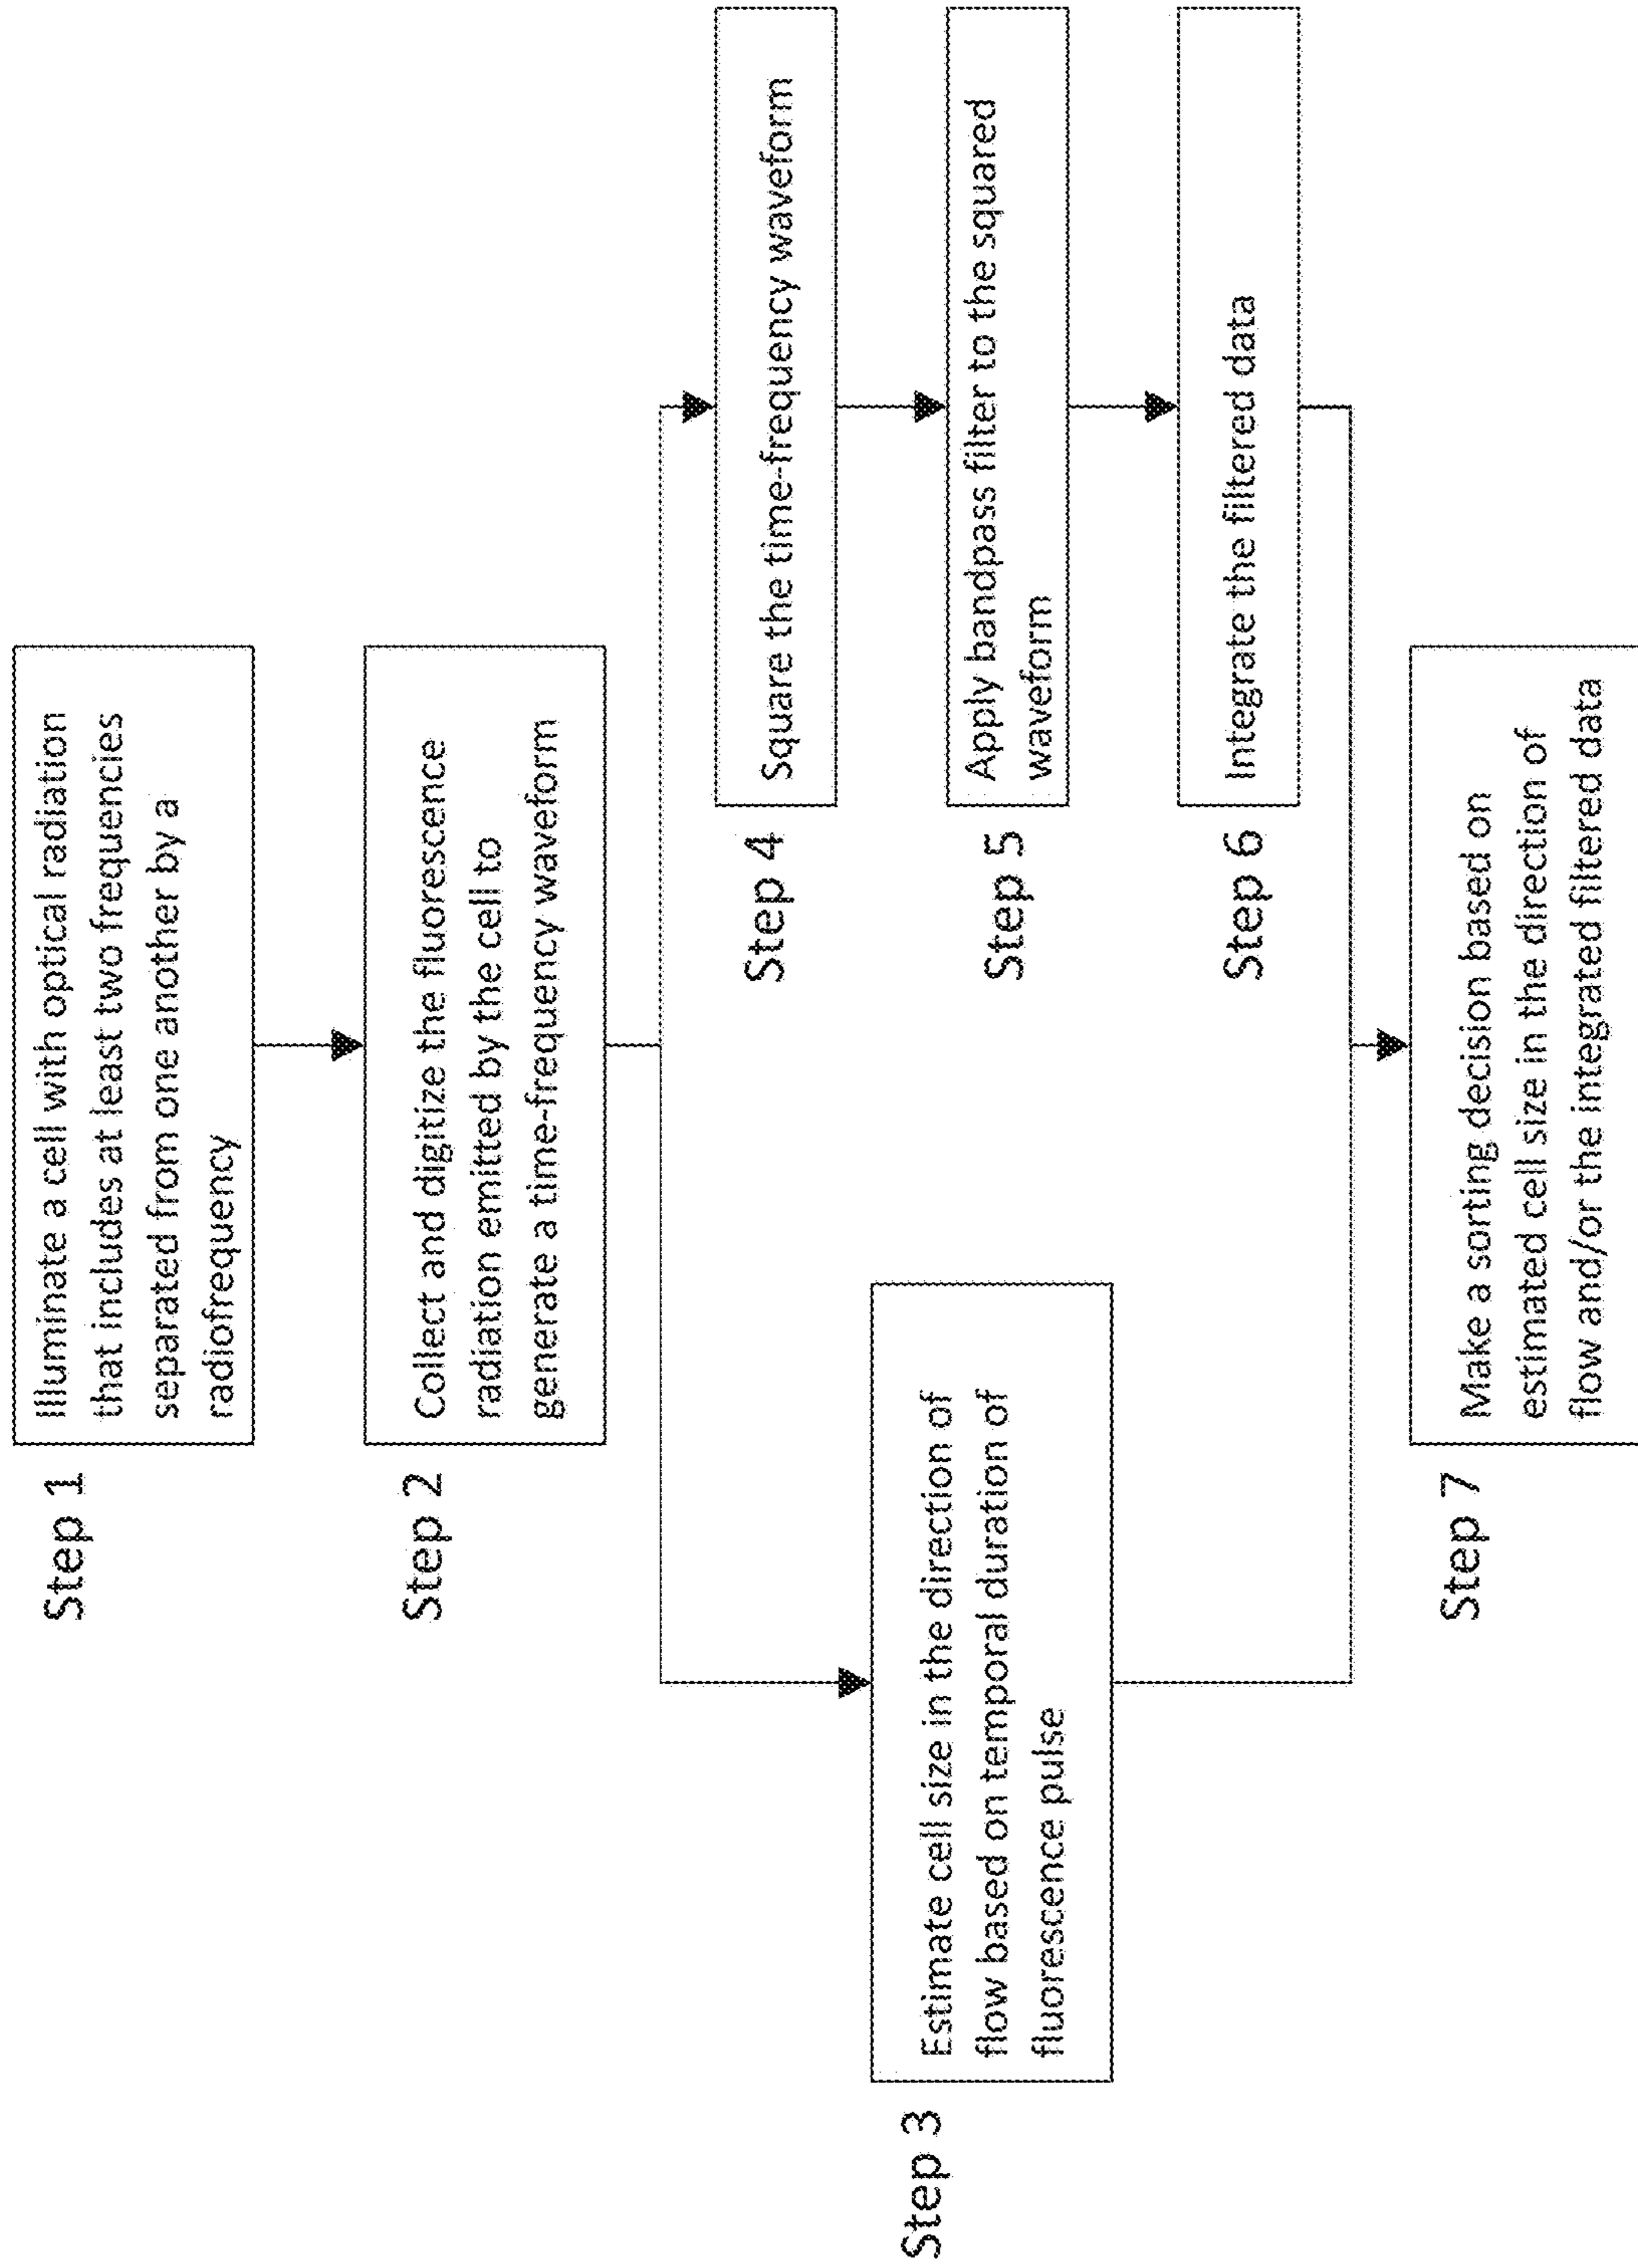 Step 1
Illuminate a cell with optical radiation
that includes at least two frequencies
separated from one another by a
radiofrequency
Step 2
Collect and digitize the fluorescence
radiation emitted by the cell to
generate a time-frequency waveform
Step 3
Estimate cell size in the direction of
flow based on temporal duration of
fluorescence pulse
Step 4
Square the time-frequency waveform
Step 5
Apply bandpass filter to the squared
waveform
Step 6
Integrate the filtered data
Step 7
Make a sorting decision based on
estimated cell size in the direction of
flow and/or the integrated filtered data